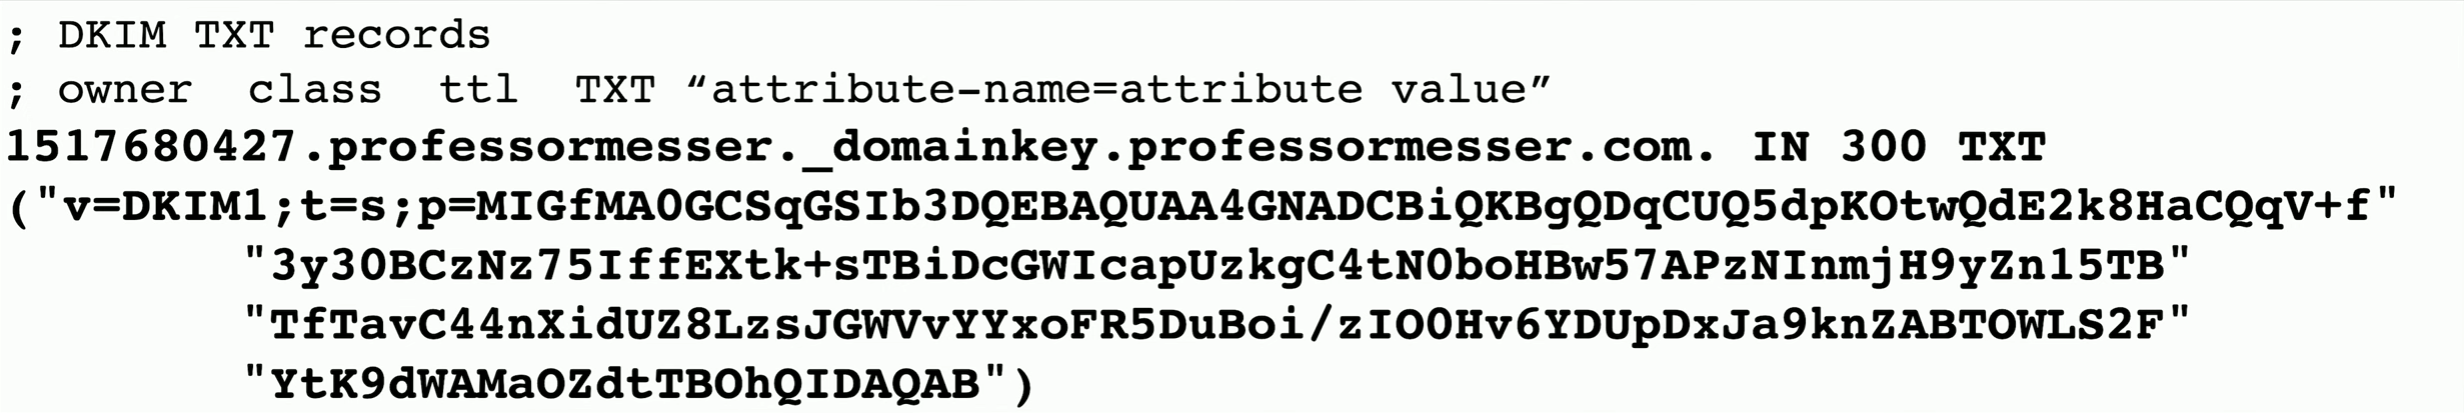 ; DKIM TXT records
; owner  class  ttl  TXT “attribute-name=attribute value”
1517680427.professormesser._domainkey.professormesser.com. IN 300 TXT
("v=DKIM1;t=s;p=MIGfMA0GCSqGSIb3DQEBAQUAA4GNADCBiQKBgQDqCUQ5dpKOtwQdE2k8HaCQqV+f"
"3y30BCzNz75IffEXtk+sTBiDcGWIcapUzkgC4tN0boHBw57APzNInmjH9yZn15TB"
"TfTavC44nXidUZ8LzsJGWVvYYxoFR5DuBoi/zIO0Hv6YDUpDxJa9knZABTOWLS2F"
"YtK9dWAMaOZdtTBOhQIDAQAB")